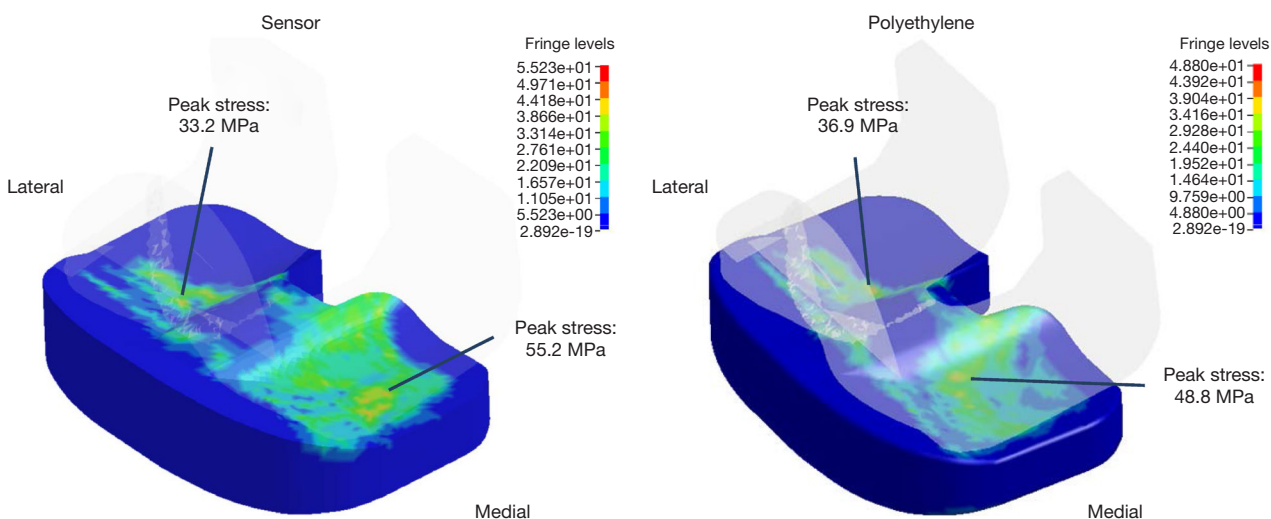 Sensor
Fringe levels
5.523e+01
4.971e+01
4.418e+01
3.866e+01
3.314e+01
2.761e+01
2.209e+01
1.657e+01
1.105e+01
5.523e+00
2.892e-19
Peak stress:
33.2 MPa
Lateral
Peak stress:
55.2 MPa
Medial
Polyethylene
Fringe levels
4.880e+01
4.392e+01
3.904e+01
3.416e+01
2.928e+01
2.440e+01
1.952e+01
1.464e+01
9.759e+00
4.880e+00
2.892e-19
Peak stress:
36.9 MPa
Lateral
Peak stress:
48.8 MPa
Medial